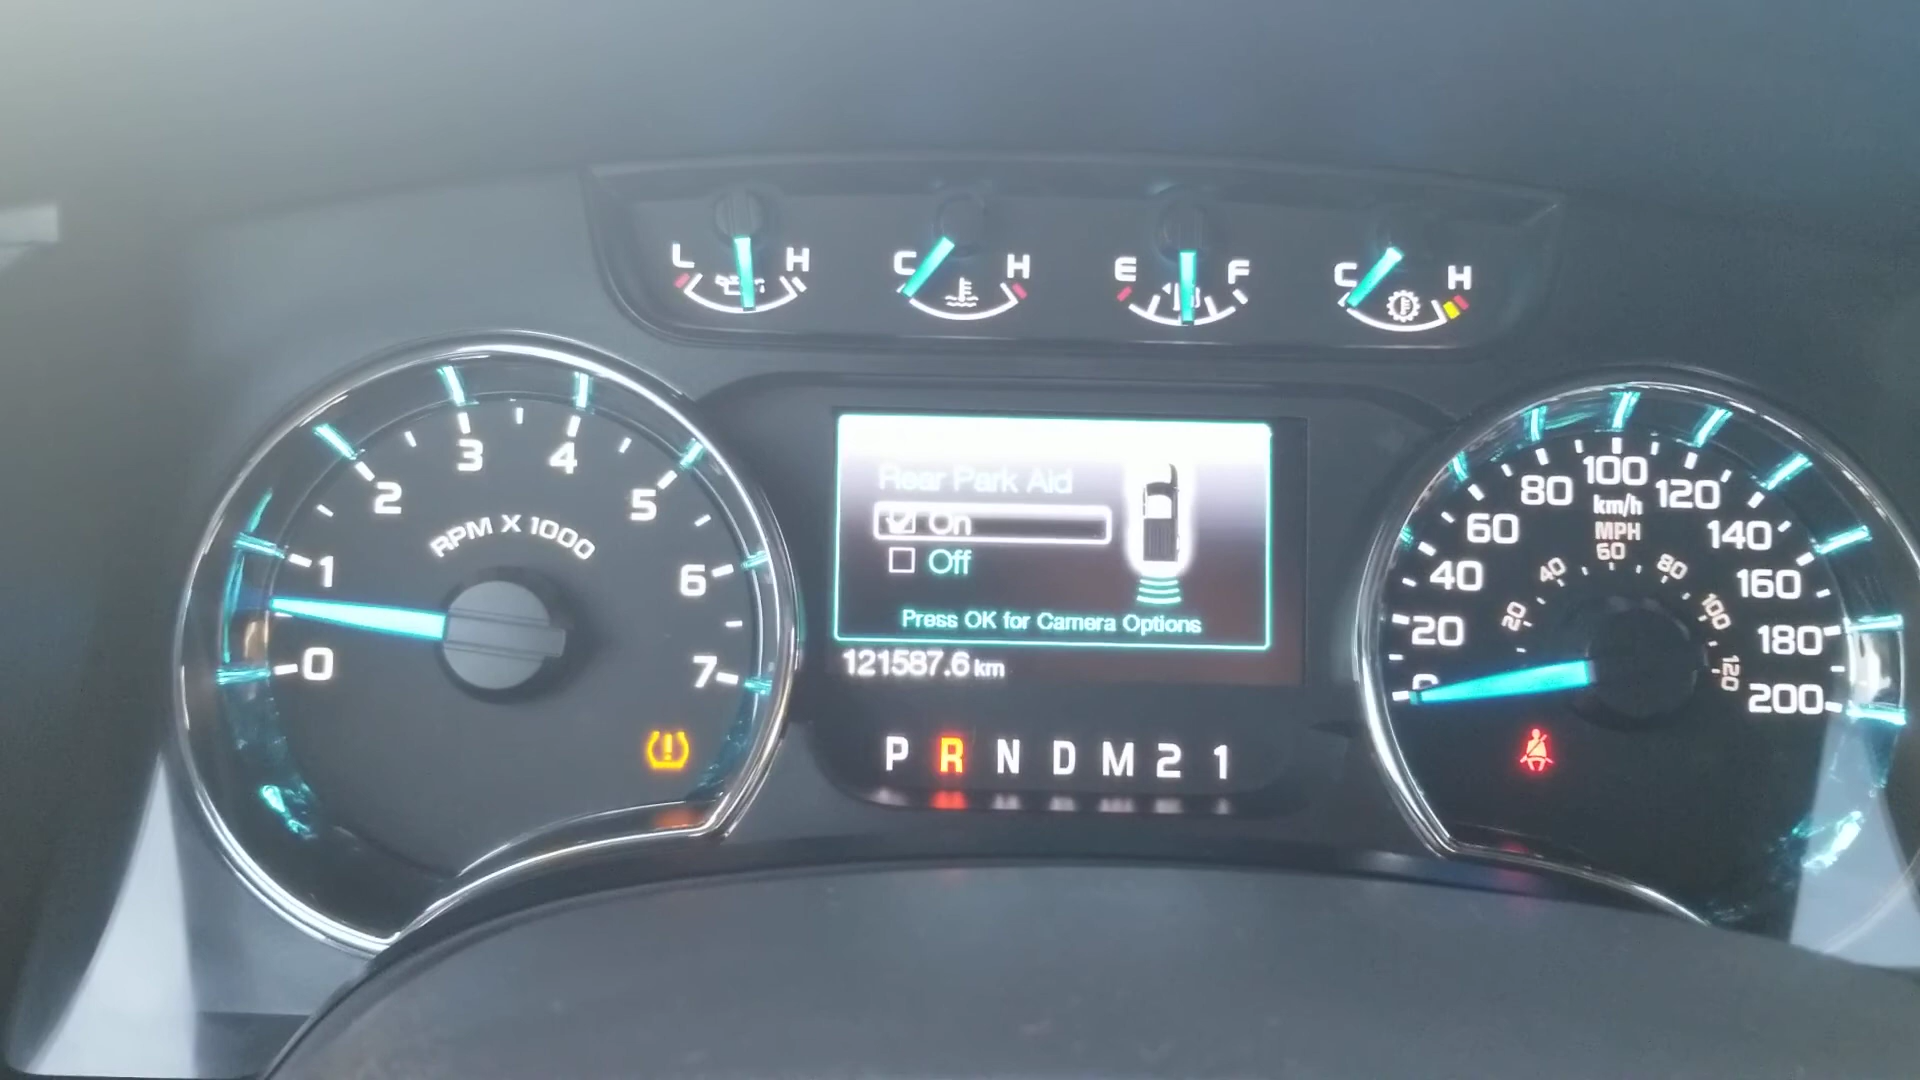 L H C H E F C H
3 4
2 5
1 6
0 7
RPM X 1000
Rear Park Aid
On
Off
Press OK for Camera Options
121587.6 km
P R N D M 2 1
0 20 40 60 80 100 120 140 160 180 200
km/h
MPH
20 40 60 80 100 120